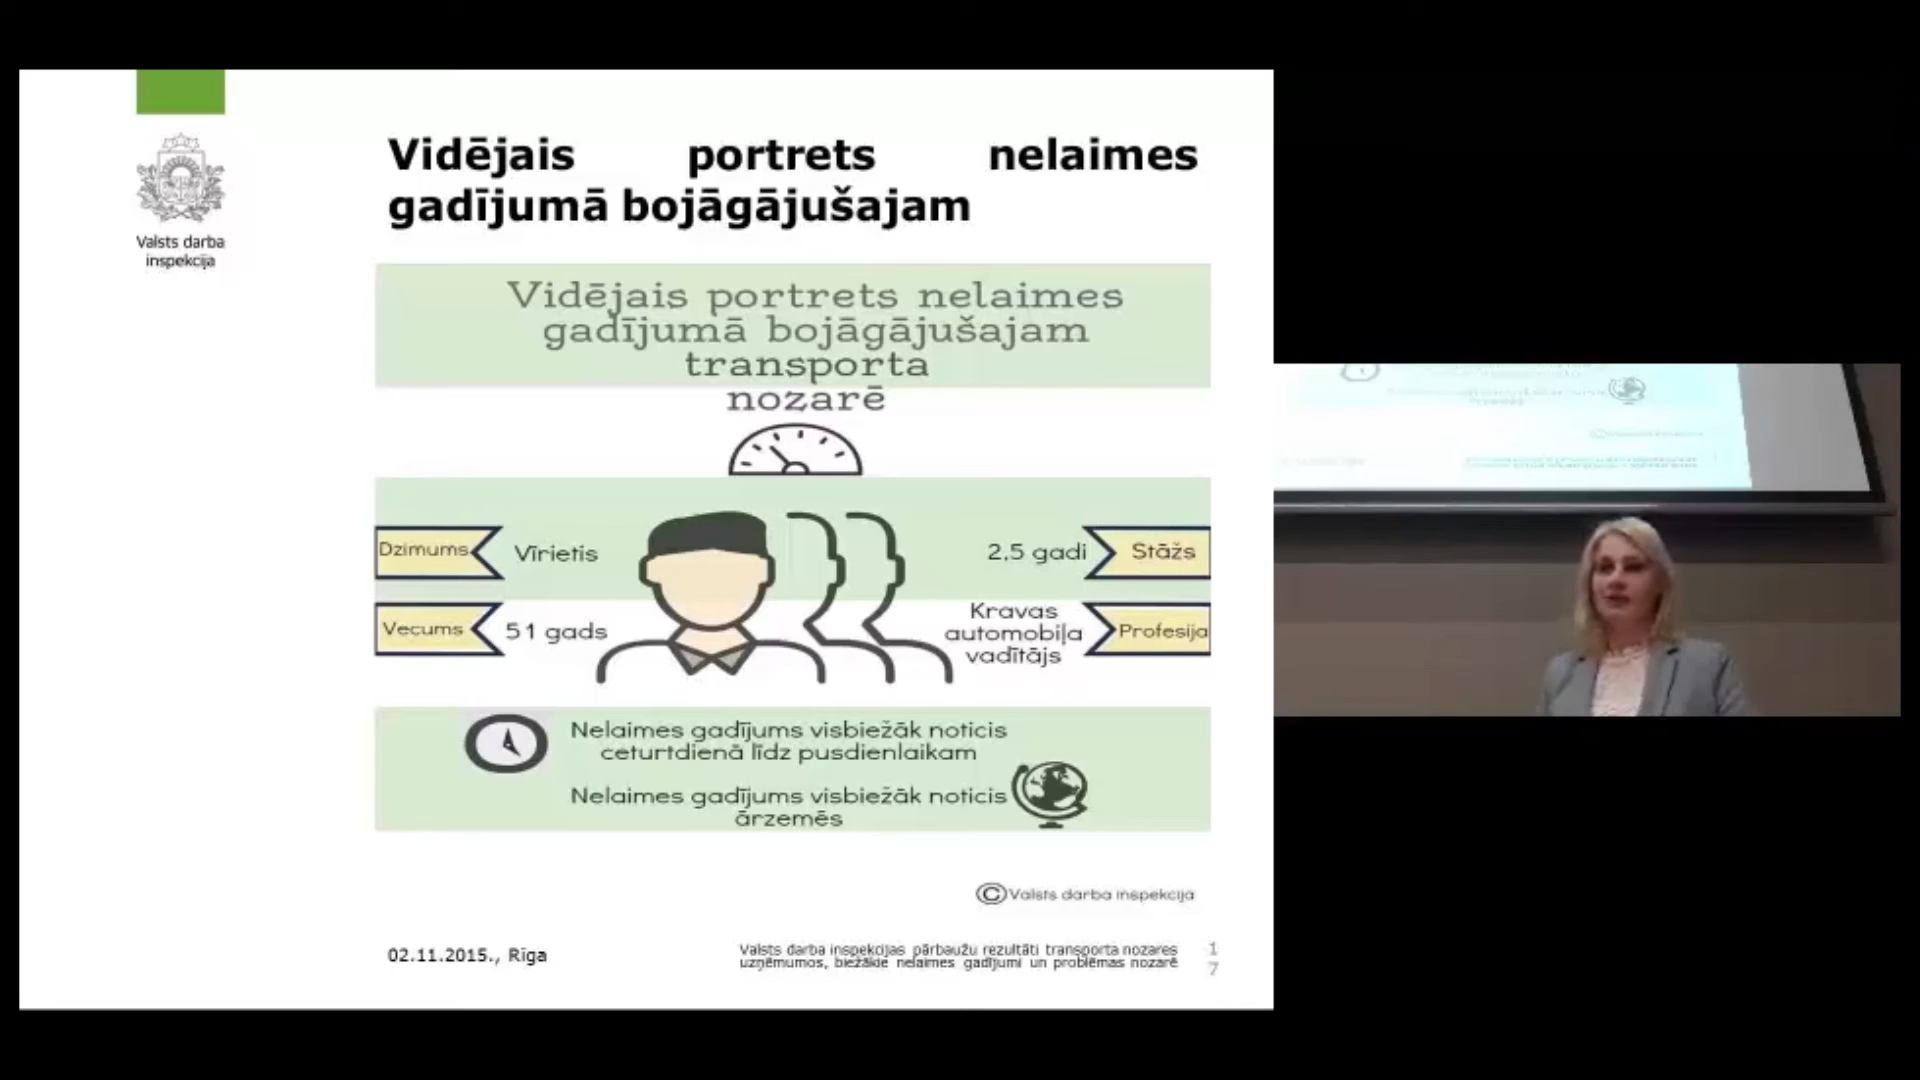 Valsts darba
inspekcija
Vidējais portrets nelaimes
gadījumā bojāgājušajam
Vidējais portrets nelaimes
gadījumā bojāgājušajam
transporta
nozarē
Dzimums
Vīrietis
2,5 gadi
Stāžs
Vecums
51 gads
Kravas
automobiļa
vadītājs
Profesija
Nelaimes gadījums visbiežāk noticis
ceturtdienā līdz pusdienlaikam
Nelaimes gadījums visbiežāk noticis
ārzemēs
©Valsts darba inspekcija
02.11.2015., Rīga
Valsts darba inspekcijas pārbaužu rezultāti transporta nozares
uzņēmumos, biežākie nelaimes gadījumi un problēmas nozarē
1
7